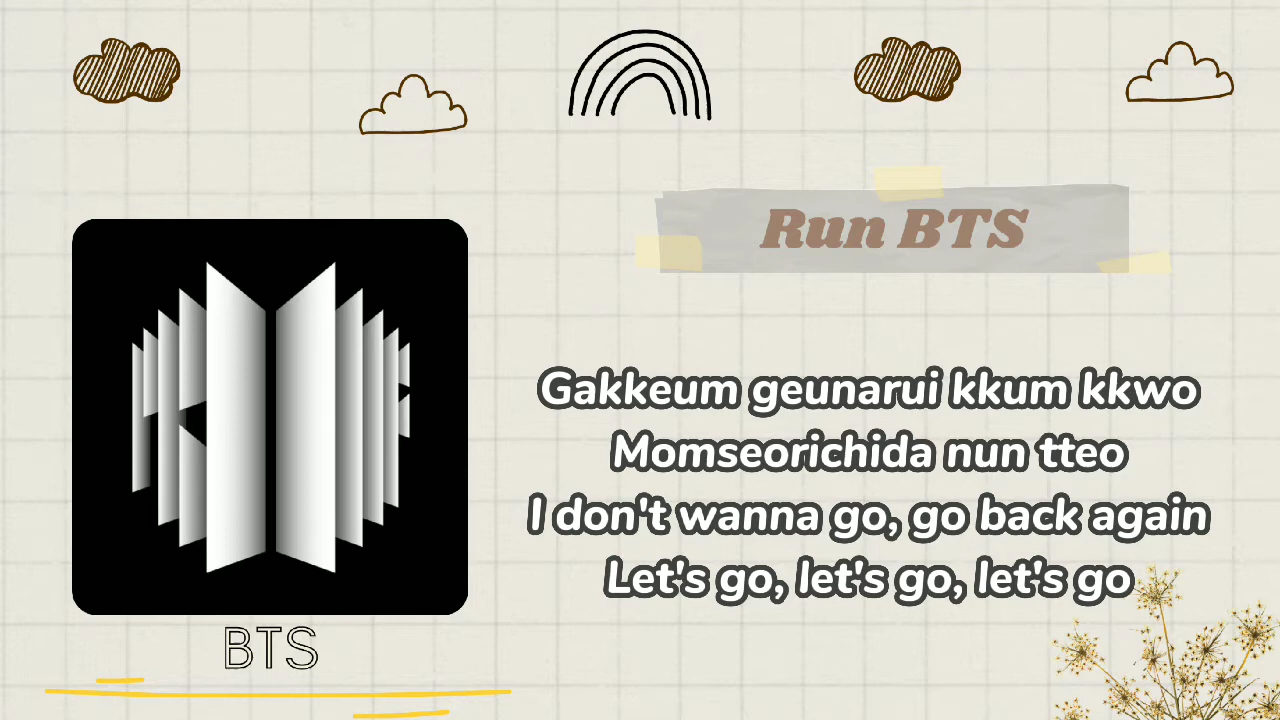 Run BTS
Gakkeum geunarui kkum kkwo
Momseorichida nun tteo
I don't wanna go, go back again
Let's go, let's go, let's go
BTS